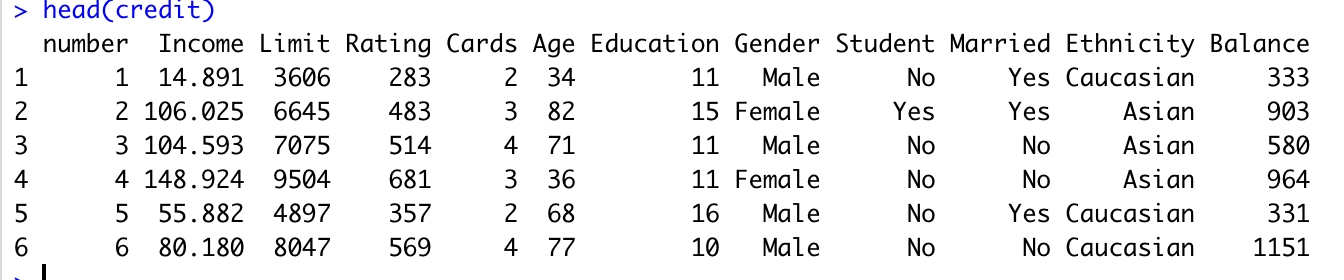 > head(credit)
number Income Limit Rating Cards Age Education Gender Student Married Ethnicity Balance
1 1 14.891 3606 283 2 34 11 Male No Yes Caucasian 333
2 2 106.025 6645 483 3 82 15 Female Yes Yes Asian 903
3 3 104.593 7075 514 4 71 11 Male No No Asian 580
4 4 148.924 9504 681 3 36 11 Female No No Asian 964
5 5 55.882 4897 357 2 68 16 Male No Yes Caucasian 331
6 6 80.180 8047 569 4 77 10 Male No No Caucasian 1151
>